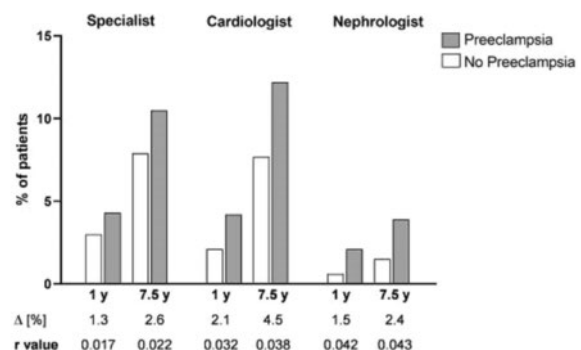 Specialist Cardiologist Nephrologist
Preeclampsia
No Preeclampsia
15
10
5
0
% of patients
1 y 7.5 y 1 y 7.5 y 1 y 7.5 y
Δ [%] 1.3 2.6 2.1 4.5 1.5 2.4
r value 0.017 0.022 0.032 0.038 0.042 0.043